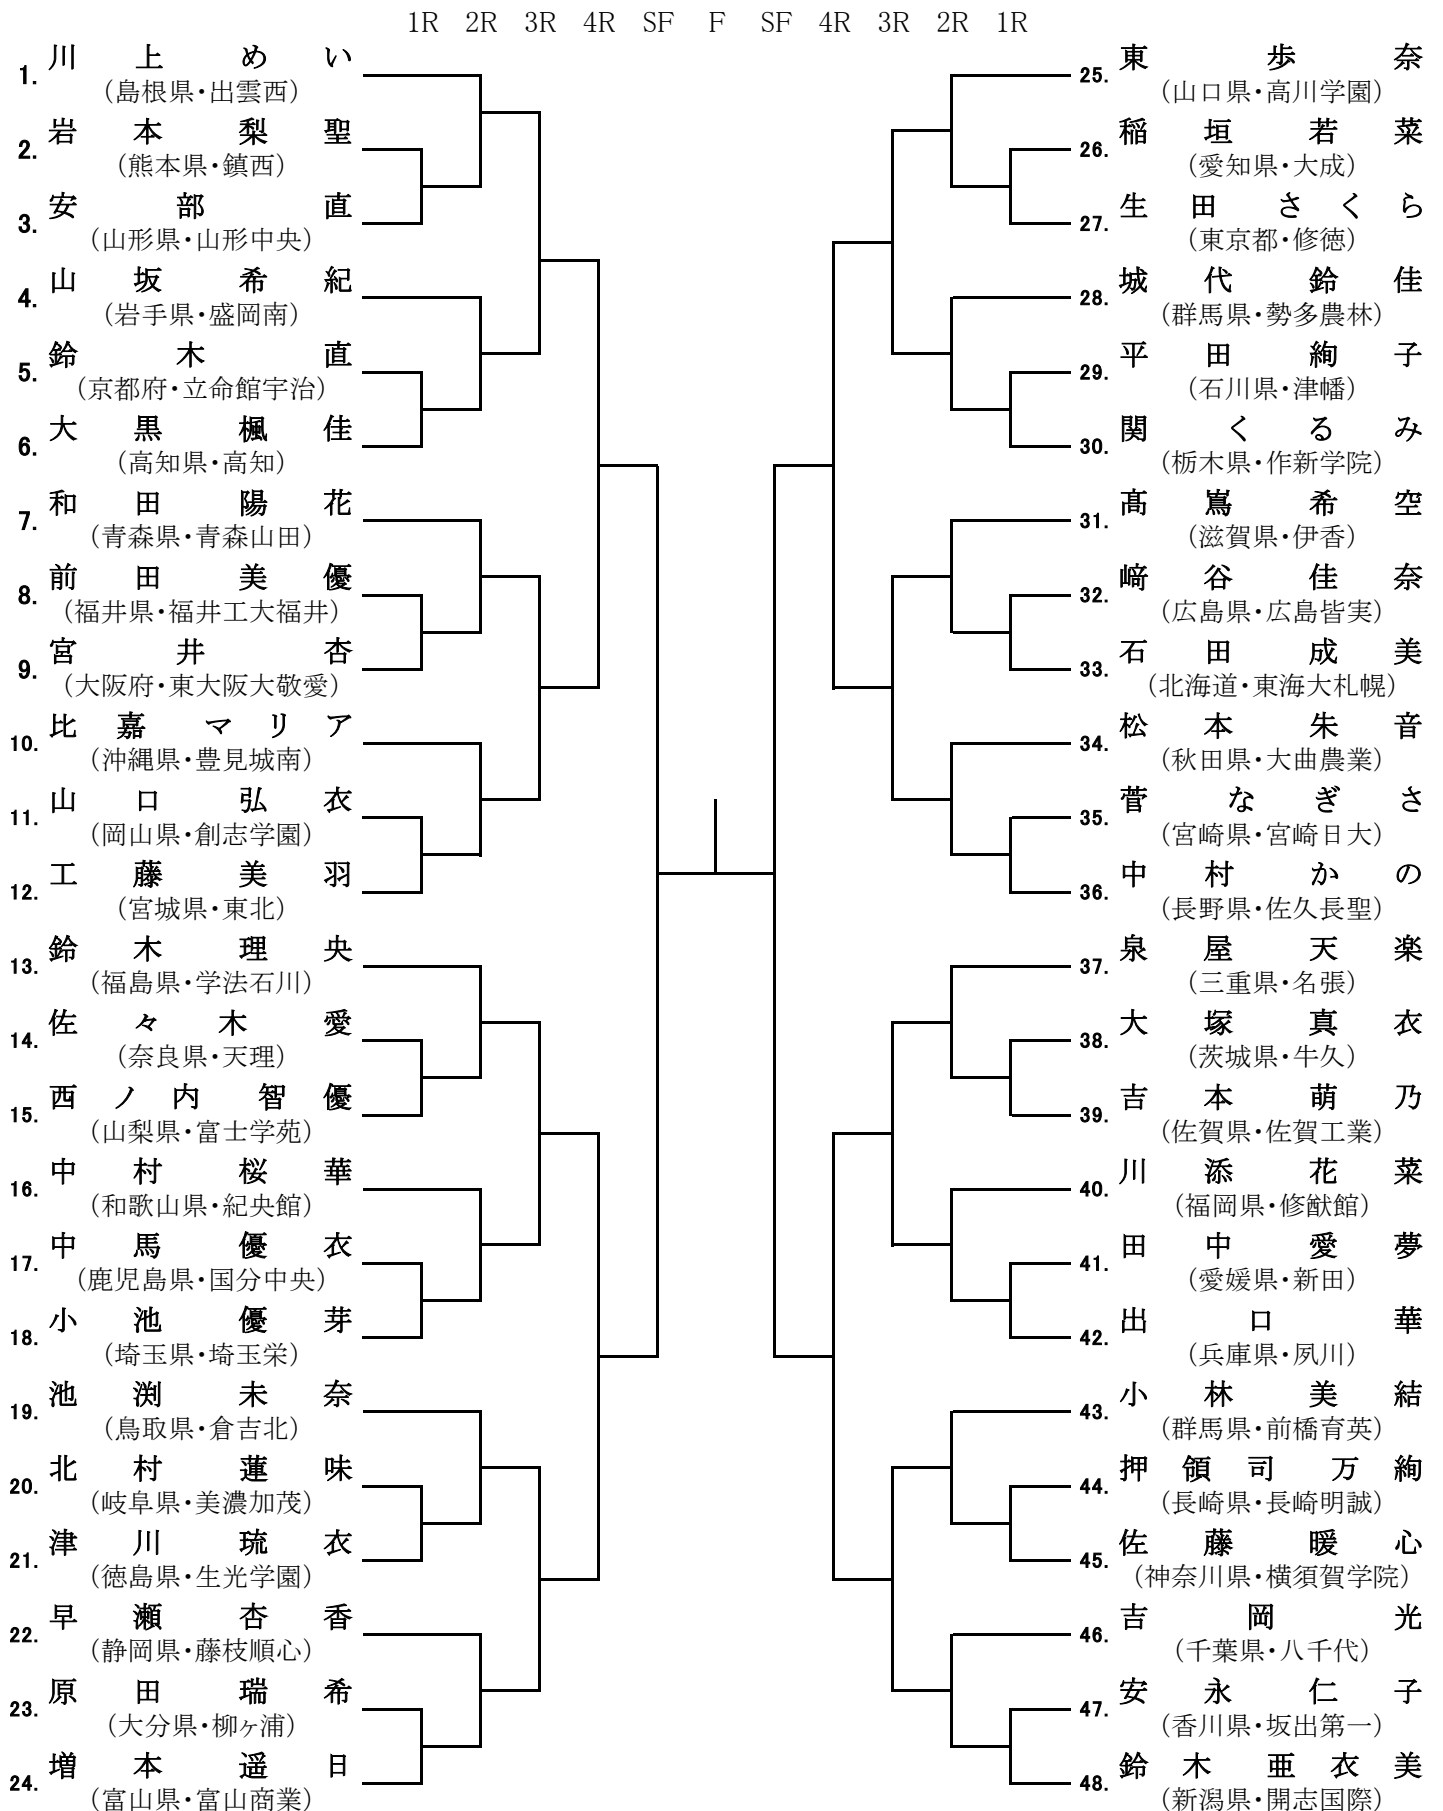 1R 2R 3R 4R SF F SF 4R 3R 2R 1R
1. 川上めい
(島根県・出雲西)
2. 岩本梨聖
(熊本県・鎮西)
3. 安部直
(山形県・山形中央)
4. 山坂希紀
(岩手県・盛岡南)
5. 鈴木直
(京都府・立命館宇治)
6. 大黒楓佳
(高知県・高知)
7. 和田陽花
(青森県・青森山田)
8. 前田美優
(福井県・福井工大福井)
9. 宮井杏
(大阪府・東大阪大敬愛)
10. 比嘉マリア
(沖縄県・豊見城南)
11. 山口弘衣
(岡山県・創志学園)
12. 工藤美羽
(宮城県・東北)
13. 鈴木理央
(福島県・学法石川)
14. 佐々木愛
(奈良県・天理)
15. 西ノ内智優
(山梨県・富士学苑)
16. 中村桜華
(和歌山県・紀央館)
17. 中馬優衣
(鹿児島県・国分中央)
18. 小池優芽
(埼玉県・埼玉栄)
19. 池渕未奈
(鳥取県・倉吉北)
20. 北村蓮味
(岐阜県・美濃加茂)
21. 津川琉衣
(徳島県・生光学園)
22. 早瀬杏香
(静岡県・藤枝順心)
23. 原田瑞希
(大分県・柳ヶ浦)
24. 増本遥日
(富山県・富山商業)
25. 東歩奈
(山口県・高川学園)
26. 稲垣若菜
(愛知県・大成)
27. 生田さくら
(東京都・修徳)
28. 城代鈴佳
(群馬県・勢多農林)
29. 平田絢子
(石川県・津幡)
30. 関くるみ
(栃木県・作新学院)
31. 髙嶌希空
(滋賀県・伊香)
32. 﨑谷佳奈
(広島県・広島皆実)
33. 石田成美
(北海道・東海大札幌)
34. 松本朱音
(秋田県・大曲農業)
35. 菅なぎさ
(宮崎県・宮崎日大)
36. 中村かの
(長野県・佐久長聖)
37. 泉屋天楽
(三重県・名張)
38. 大塚真衣
(茨城県・牛久)
39. 吉本萌乃
(佐賀県・佐賀工業)
40. 川添花菜
(福岡県・修猷館)
41. 田中愛夢
(愛媛県・新田)
42. 出口華
(兵庫県・夙川)
43. 小林美結
(群馬県・前橋育英)
44. 押領司万絢
(長崎県・長崎明誠)
45. 佐藤暖心
(神奈川県・横須賀学院)
46. 吉岡光
(千葉県・八千代)
47. 安永仁子
(香川県・坂出第一)
48. 鈴木亜衣美
(新潟県・開志国際)